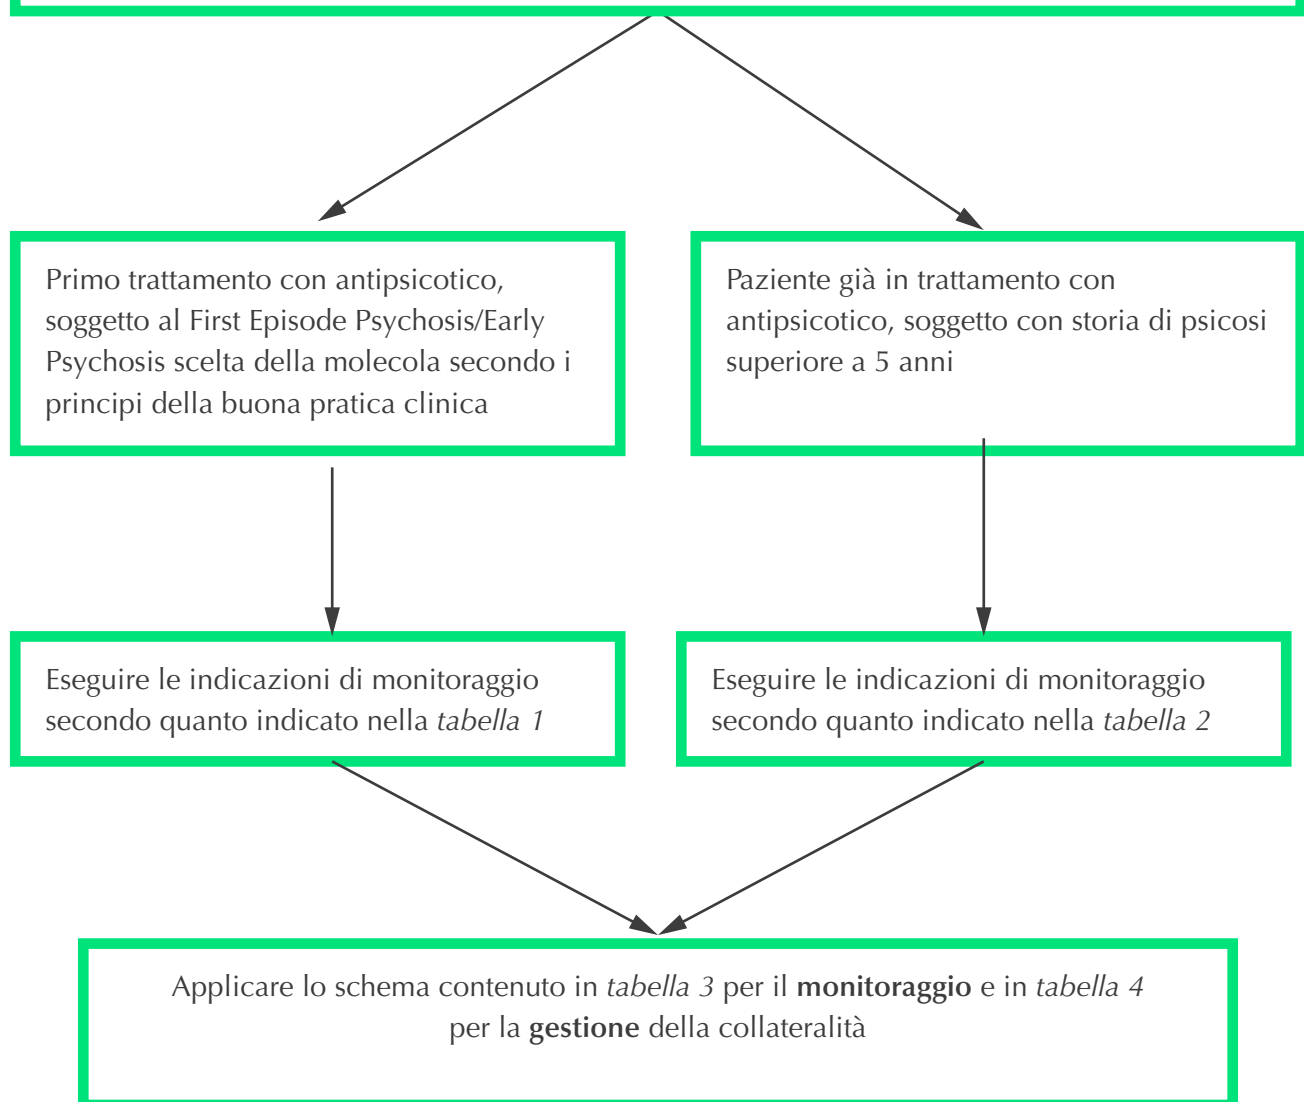 Primo trattamento con antipsicotico,
soggetto al First Episode Psychosis/Early
Psychosis scelta della molecola secondo i
principi della buona pratica clinica
Paziente già in trattamento con
antipsicotico, soggetto con storia di psicosi
superiore a 5 anni
Eseguire le indicazioni di monitoraggio
secondo quanto indicato nella tabella 1
Eseguire le indicazioni di monitoraggio
secondo quanto indicato nella tabella 2
Applicare lo schema contenuto in tabella 3 per il monitoraggio e in tabella 4
per la gestione della collateralità